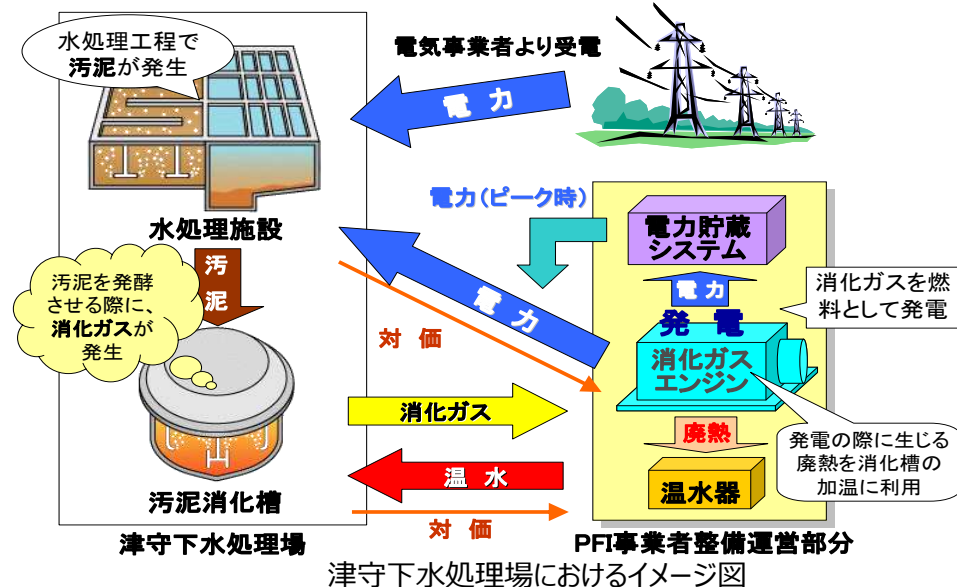 水処理工程で
汚泥が発生
電気事業者より受電
電 力
水処理施設
電力(ピーク時)
電力貯蔵
システム
汚
泥
汚泥を発酵
させる際に、
消化ガスが
発生
電 力
電 力
発 電
消化ガスを燃
料として発電
対 価
消化ガス
エンジン
消化ガス
廃熱
発電の際に生じる
廃熱を消化槽の
加温に利用
温 水
温水器
汚泥消化槽
対 価
津守下水処理場
PFI事業者整備運営部分
津守下水処理場におけるイメージ図